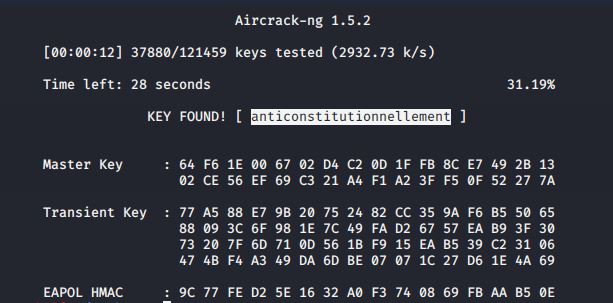 Aircrack-ng 1.5.2
[00:00:12] 37880/121459 keys tested (2932.73 k/s)
Time left: 28 seconds 31.19%
KEY FOUND! [ anticonstitutionnellement ]
Master Key : 64 F6 1E 00 67 02 D4 C2 0D 1F FB 8C E7 49 2B 13
02 CE 56 EF 69 C3 21 A4 F1 A2 3F F5 0F 52 27 7A
Transient Key : 77 A5 88 E7 9B 20 75 24 82 CC 35 9A F6 B5 50 65
88 09 3C 6F 98 1E 7C 49 FA D2 67 57 EA B9 3F 30
73 20 7F 6D 71 0D 56 1B F9 15 EA B5 39 C2 31 06
47 4B F4 A3 49 DA 6D BE 07 07 1C 27 D6 1E 4A 69
EAPOL HMAC : 9C 77 FE D2 5E 16 32 A0 F3 74 08 69 FB AA B5 0E